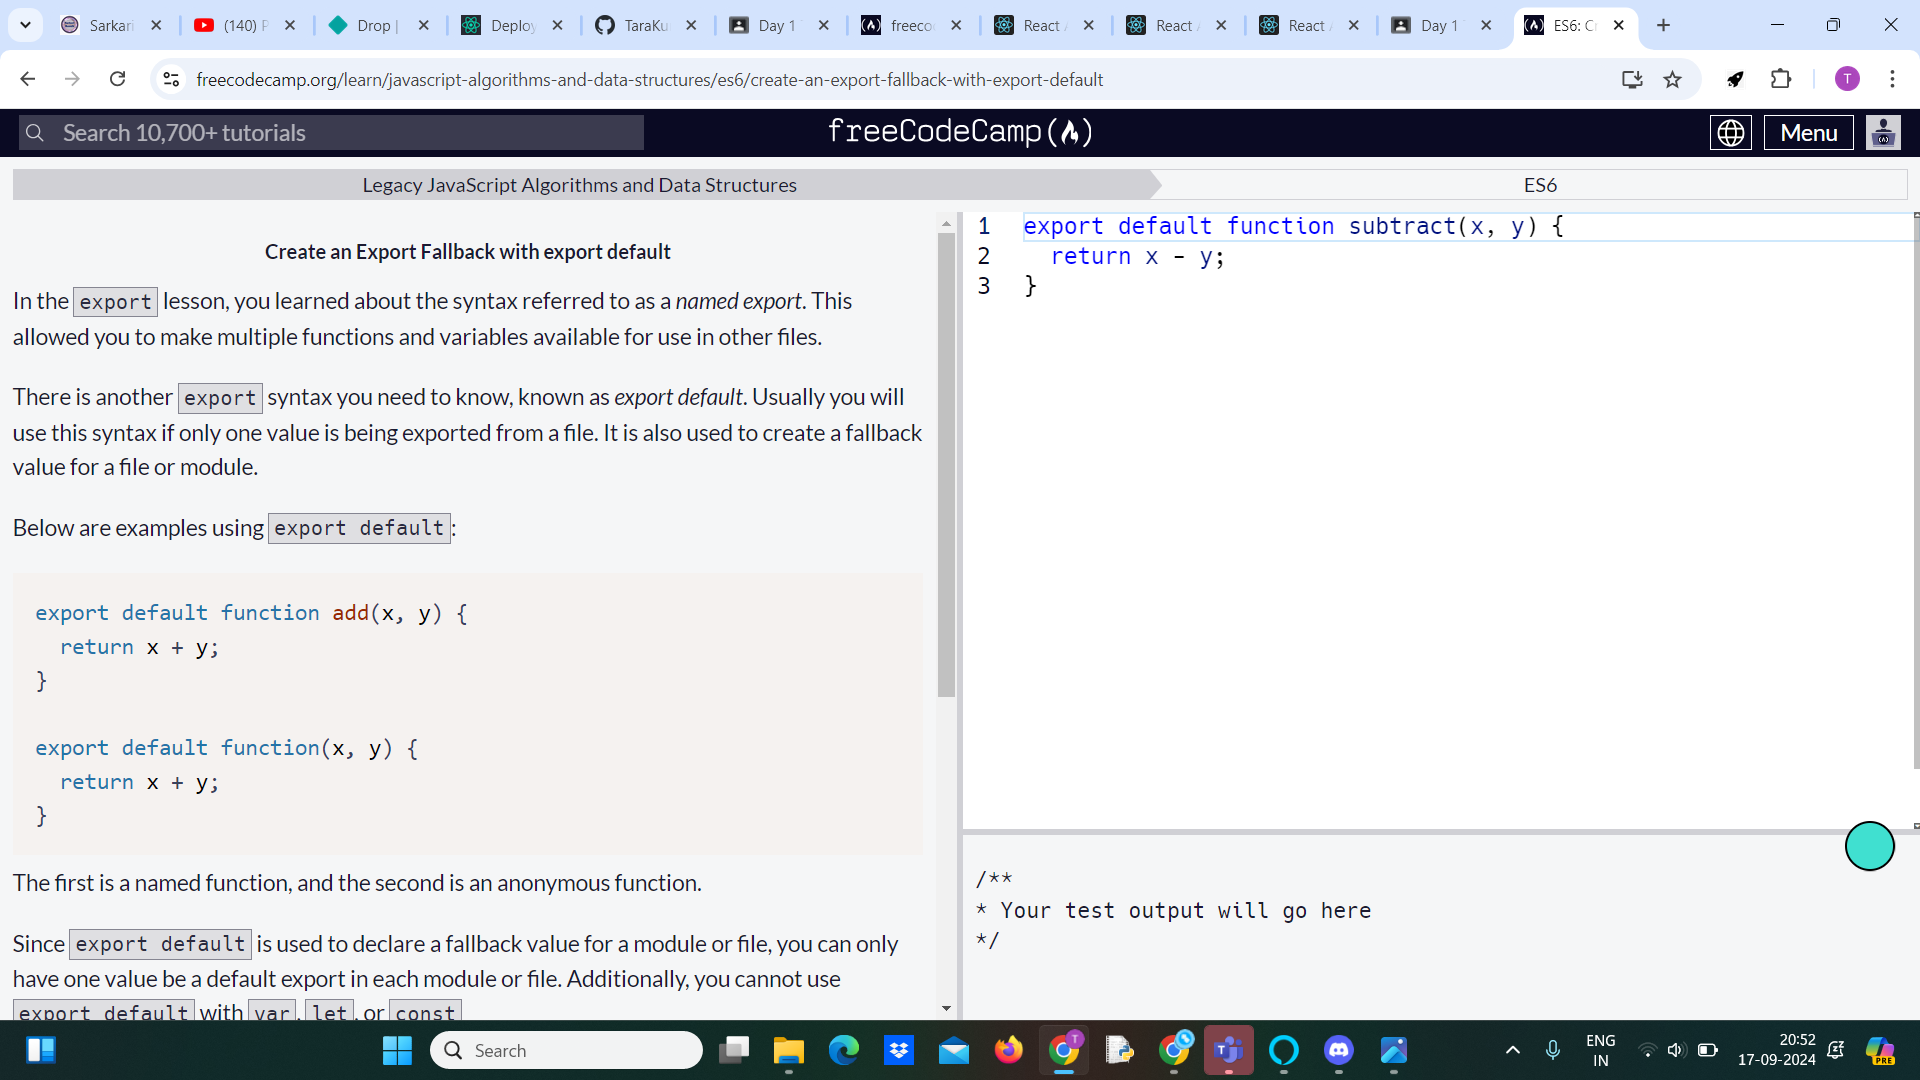 Sarkari
(140) P
Drop |
Deploy
TaraKu
Day 1
freeco
React
React
React
Day 1
ES6: Cr
freecodecamp.org/learn/javascript-algorithms-and-data-structures/es6/create-an-export-fallback-with-export-default
T
Search 10,700+ tutorials
freeCodeCamp(🔥)
Menu
Legacy JavaScript Algorithms and Data Structures
ES6
Create an Export Fallback with export default
In the export lesson, you learned about the syntax referred to as a named export. This
allowed you to make multiple functions and variables available for use in other files.
There is another export syntax you need to know, known as export default. Usually you will
use this syntax if only one value is being exported from a file. It is also used to create a fallback
value for a file or module.
Below are examples using export default:
export default function add(x, y) {
  return x + y;
}
export default function(x, y) {
  return x + y;
}
The first is a named function, and the second is an anonymous function.
Since export default is used to declare a fallback value for a module or file, you can only
have one value be a default export in each module or file. Additionally, you cannot use
export default with var, let, or const
1 export default function subtract(x, y) {
2   return x - y;
3 }
/**
* Your test output will go here
*/
Search
ENG
IN
20:52
17-09-2024
PRE